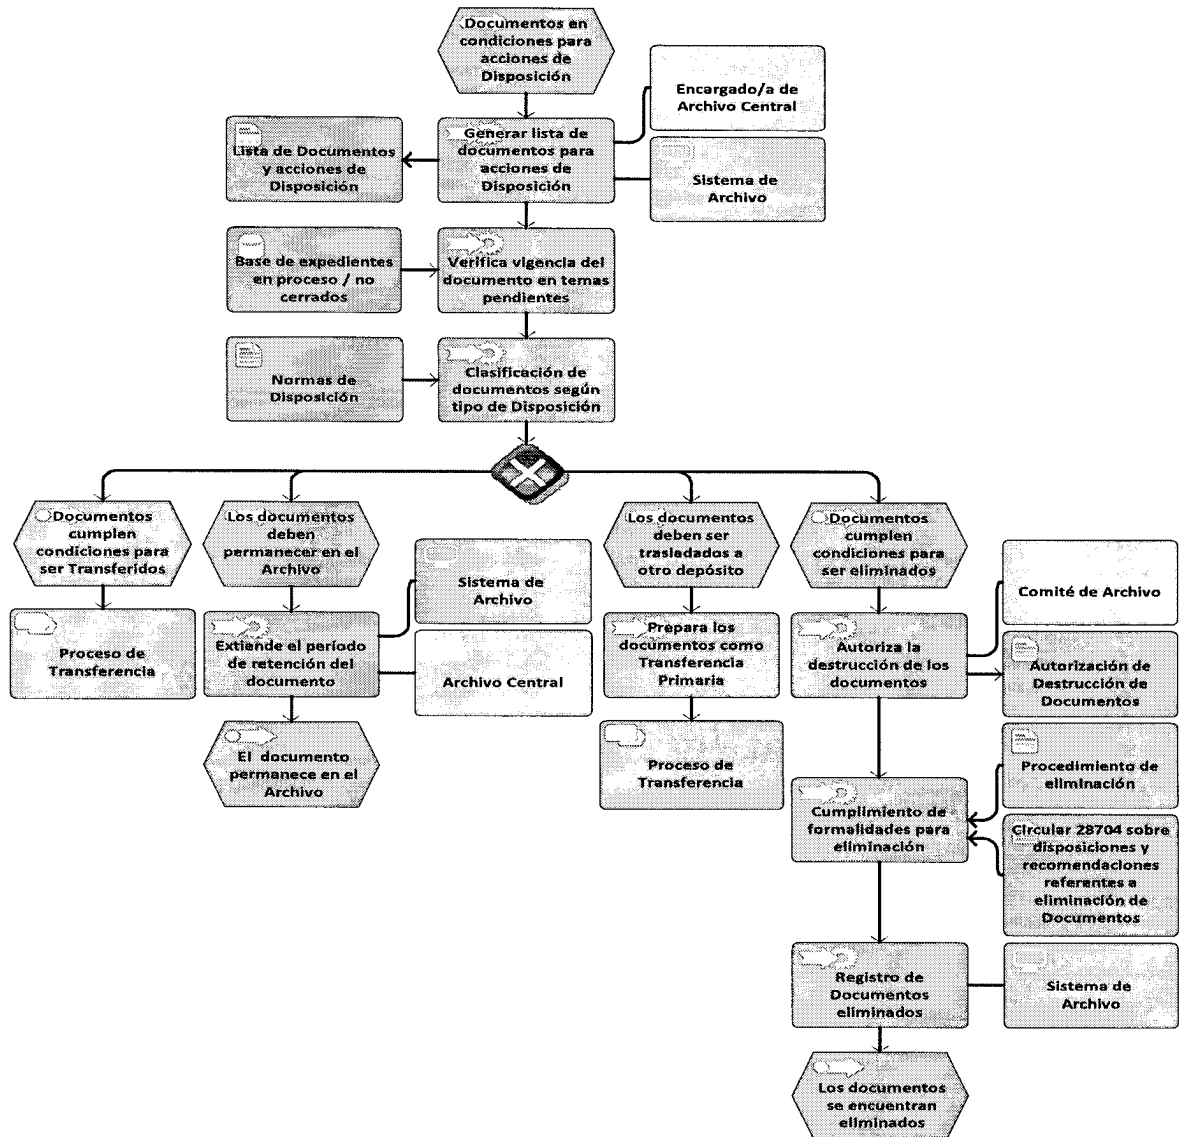 Documentos en
condiciones para
acciones de
Disposición
Encargado/a de
Archivo Central
Generar lista de
documentos para
acciones de
Disposición
Lista de Documentos
y acciones de
Disposición
Sistema de
Archivo
Base de expedientes
en proceso / no
cerrados
Verifica vigencia del
documento en temas
pendientes
Normas de
Disposición
Clasificación de
documentos según
tipo de Disposición
Documentos
cumplen
condiciones para
ser Transferidos
Los documentos
deben
permanecer en el
Archivo
Los documentos
deben ser
trasladados a
otro depósito
Documentos
cumplen
condiciones para
ser eliminados
Sistema de
Archivo
Comité de Archivo
Proceso de
Transferencia
Extiende el período
de retención del
documento
Archivo Central
Prepara los
documentos como
Transferencia
Primaria
Autoriza la
destrucción de los
documentos
Autorización de
Destrucción de
Documentos
El documento
permanece en el
Archivo
Proceso de
Transferencia
Procedimiento de
eliminación
Cumplimiento de
formalidades para
eliminación
Circular 28704 sobre
disposiciones y
recomendaciones
referentes a
eliminación de
Documentos
Registro de
Documentos
eliminados
Sistema de
Archivo
Los documentos
se encuentran
eliminados